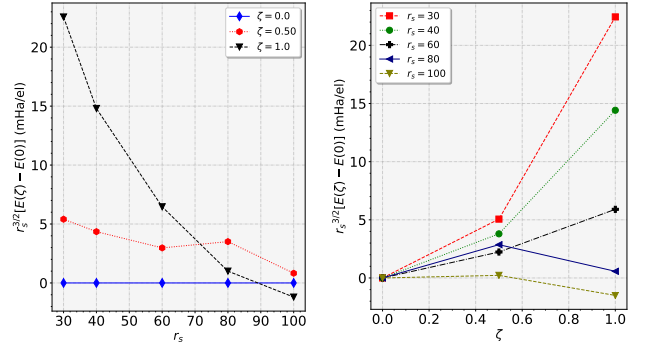 r_s^{3/2}[E(ζ) − E(0)] (mHa/el)
20
15
10
5
0
ζ = 0.0
ζ = 0.50
ζ = 1.0
30 40 50 60 70 80 90 100
r_s
r_s^{3/2}[E(ζ) − E(0)] (mHa/el)
20
15
10
5
0
r_s = 30
r_s = 40
r_s = 60
r_s = 80
r_s = 100
0.0 0.2 0.4 0.6 0.8 1.0
ζ